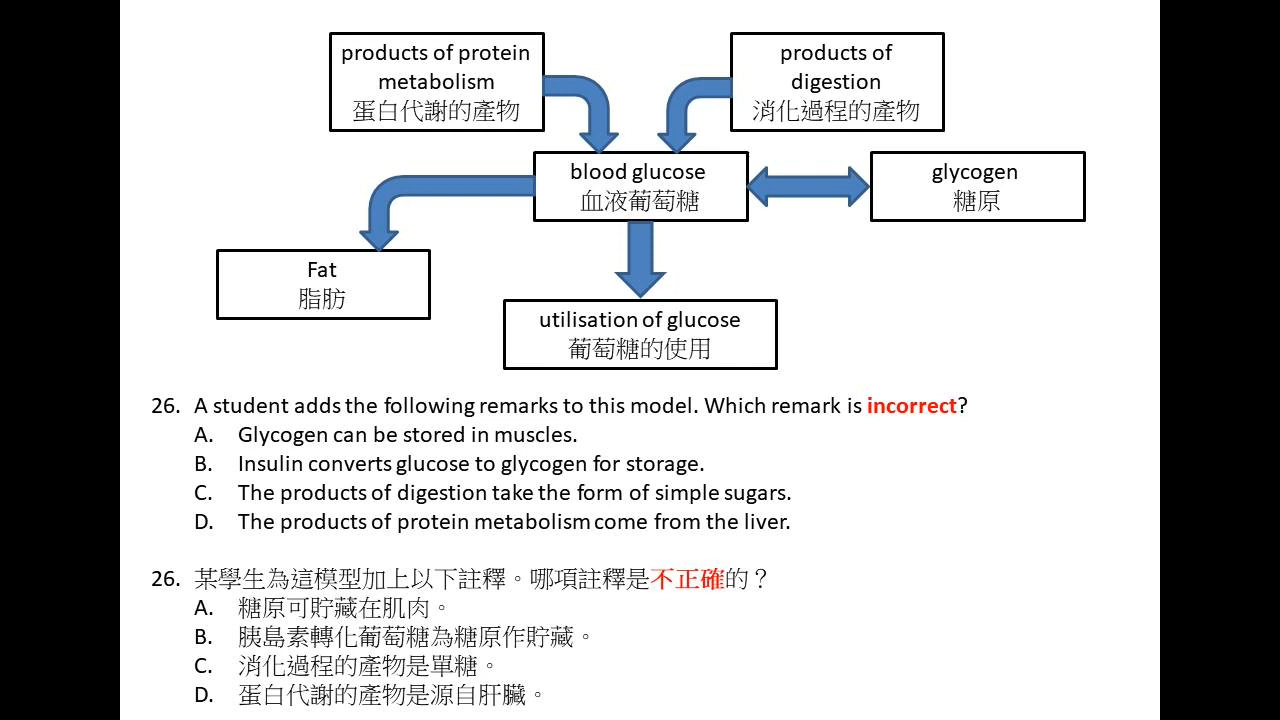 products of protein
metabolism
蛋白代謝的產物
products of
digestion
消化過程的產物
blood glucose
血液葡萄糖
glycogen
糖原
Fat
脂肪
utilisation of glucose
葡萄糖的使用
26. A student adds the following remarks to this model. Which remark is incorrect?
A. Glycogen can be stored in muscles.
B. Insulin converts glucose to glycogen for storage.
C. The products of digestion take the form of simple sugars.
D. The products of protein metabolism come from the liver.
26. 某學生為這模型加上以下註釋。哪項註釋是不正確的？
A. 糖原可貯藏在肌肉。
B. 胰島素轉化葡萄糖為糖原作貯藏。
C. 消化過程的產物是單糖。
D. 蛋白代謝的產物是源自肝臟。